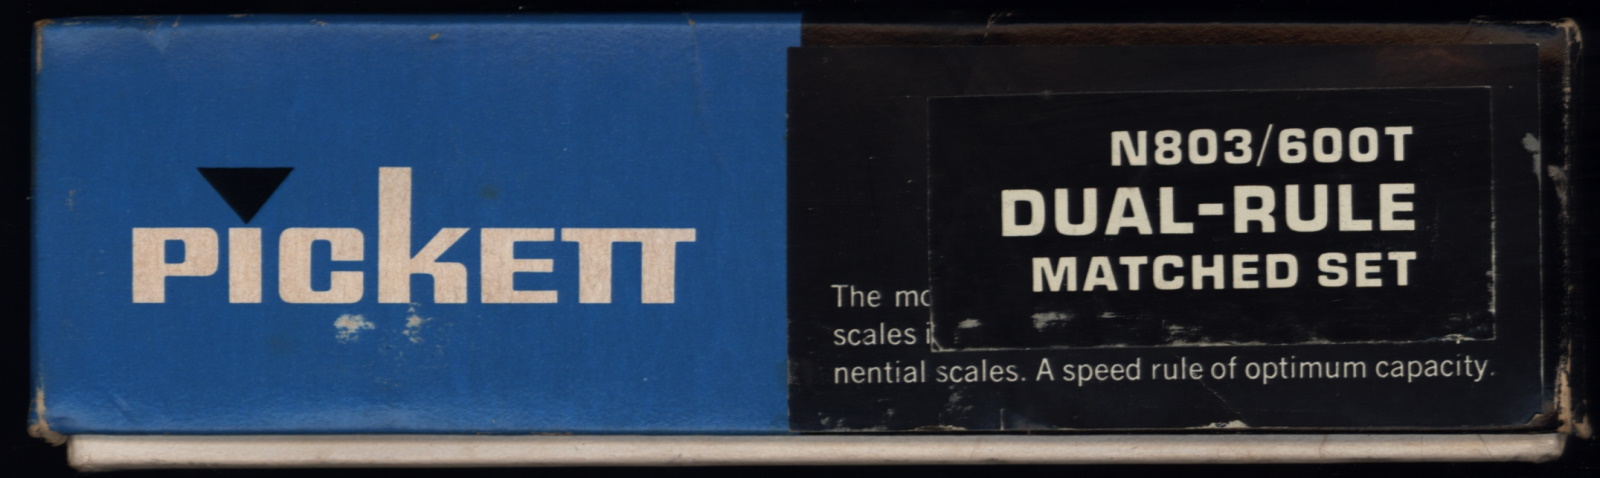 PICKETT
N803/600T
DUAL-RULE
MATCHED SET
The
scales
nential scales. A speed rule of optimum capacity.